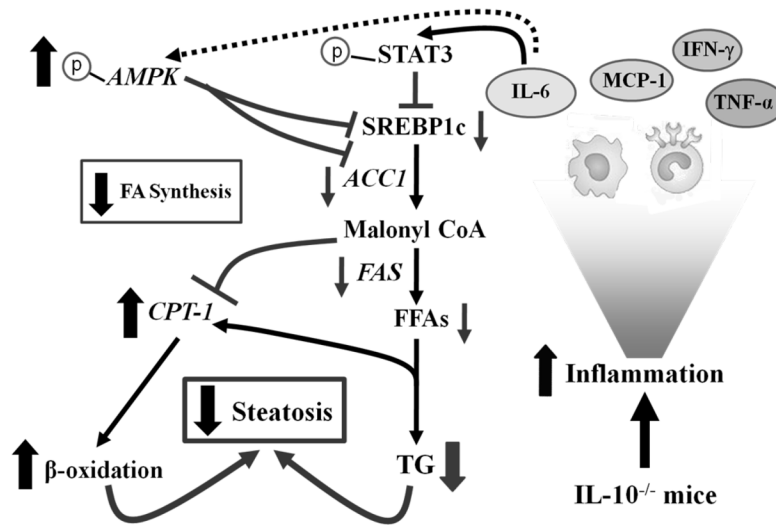 IFN-γ
p
STAT3
MCP-1
p
AMPK
IL-6
TNF-α
SREBP1c
ACC1
FA Synthesis
Malonyl CoA
FAS
CPT-1
FFAs
Inflammation
Steatosis
β-oxidation
TG
IL-10-/- mice